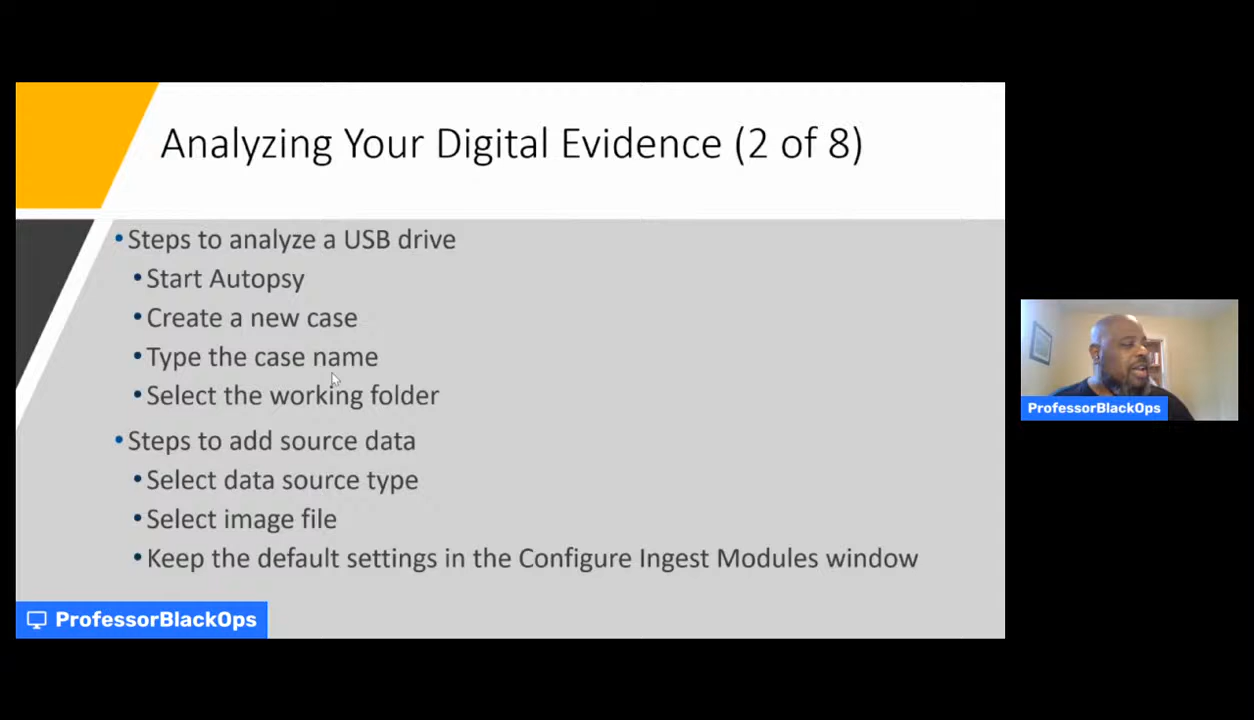 Analyzing Your Digital Evidence (2 of 8)
• Steps to analyze a USB drive
• Start Autopsy
• Create a new case
• Type the case name
• Select the working folder
• Steps to add source data
• Select data source type
• Select image file
• Keep the default settings in the Configure Ingest Modules window
ProfessorBlackOps
ProfessorBlackOps